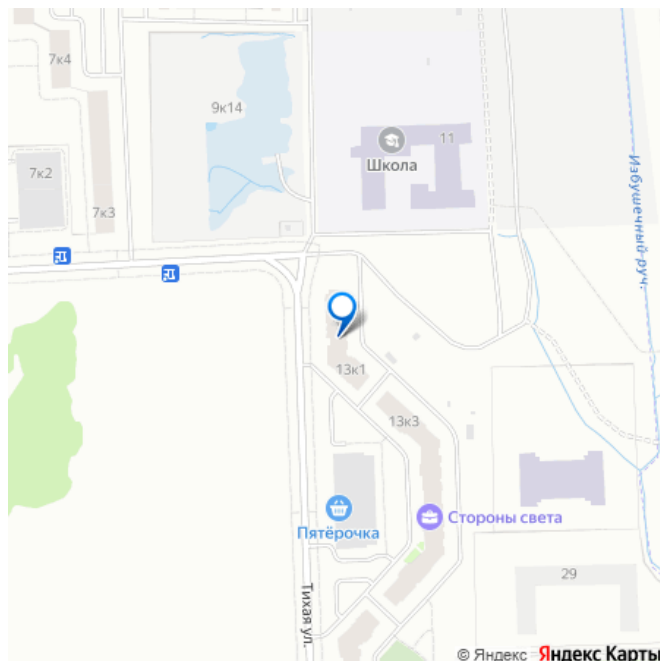 7к4
9к14
11
Школа
7к2
7к3
Избушечный руч.
13к1
13к3
Пятёрочка
Стороны света
Тихая ул.
29
© Яндекс Яндекс Карты